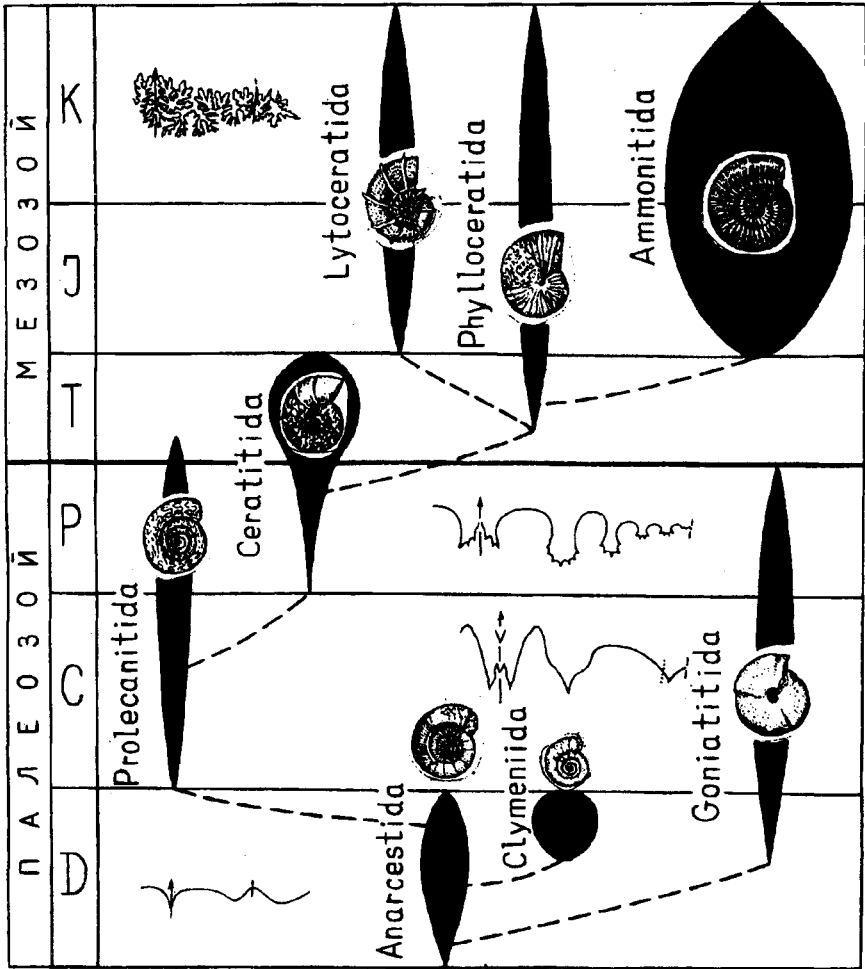 МЕЗОЗОЙ
ПАЛЕОЗОЙ
K
J
T
P
C
D
Lytoceratida
Phylloceratida
Ammonitida
Ceratitida
Prolecanitida
Anarcestida
Clymeniida
Goniatitida